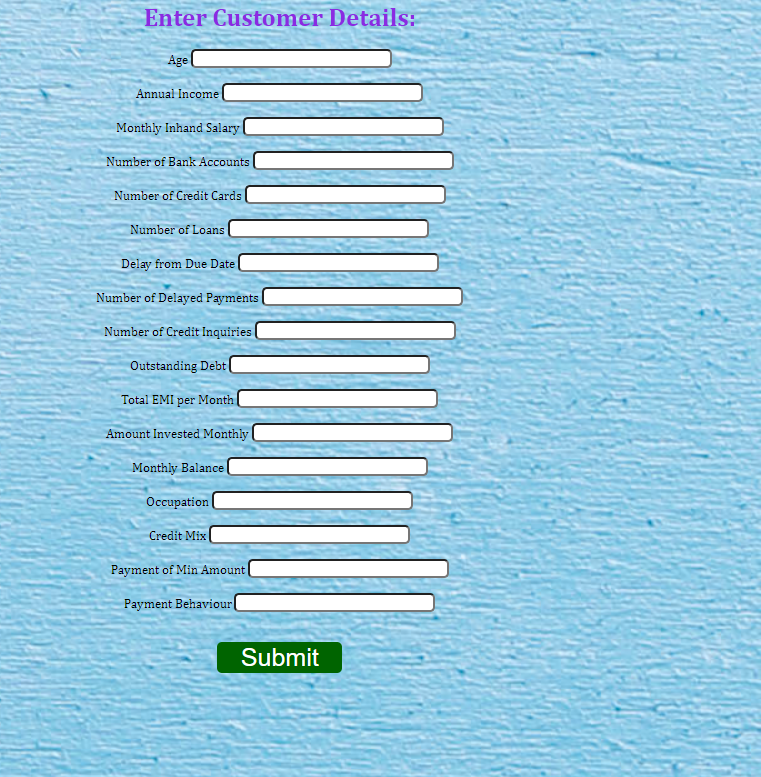 Enter Customer Details:
Age
Annual Income
Monthly Inhand Salary
Number of Bank Accounts
Number of Credit Cards
Number of Loans
Delay from Due Date
Number of Delayed Payments
Number of Credit Inquiries
Outstanding Debt
Total EMI per Month
Amount Invested Monthly
Monthly Balance
Occupation
Credit Mix
Payment of Min Amount
Payment Behaviour
Submit